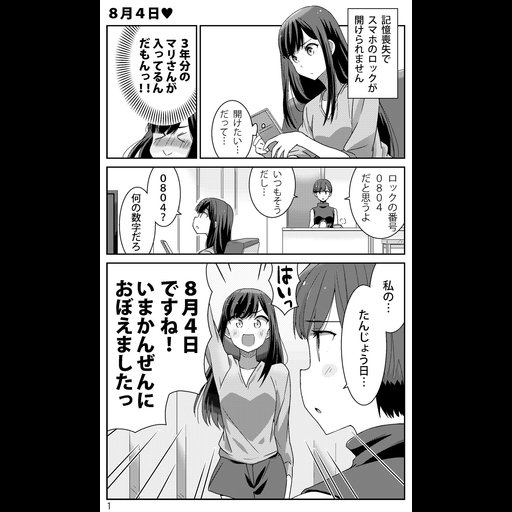 8月4日♥
記憶喪失で
スマホのロックが
開けられません
開けたい…
だって…
3年分の
マリさんが
入ってるん
だもんっ!!
ロックの番号
0804
だと思うよ
いつもそう
だし…
0804?
何の数字だろ
私の…
たんじょう日…
はいっ
8月4日
ですね!
いまかんぜんに
おぼえましたっ
1